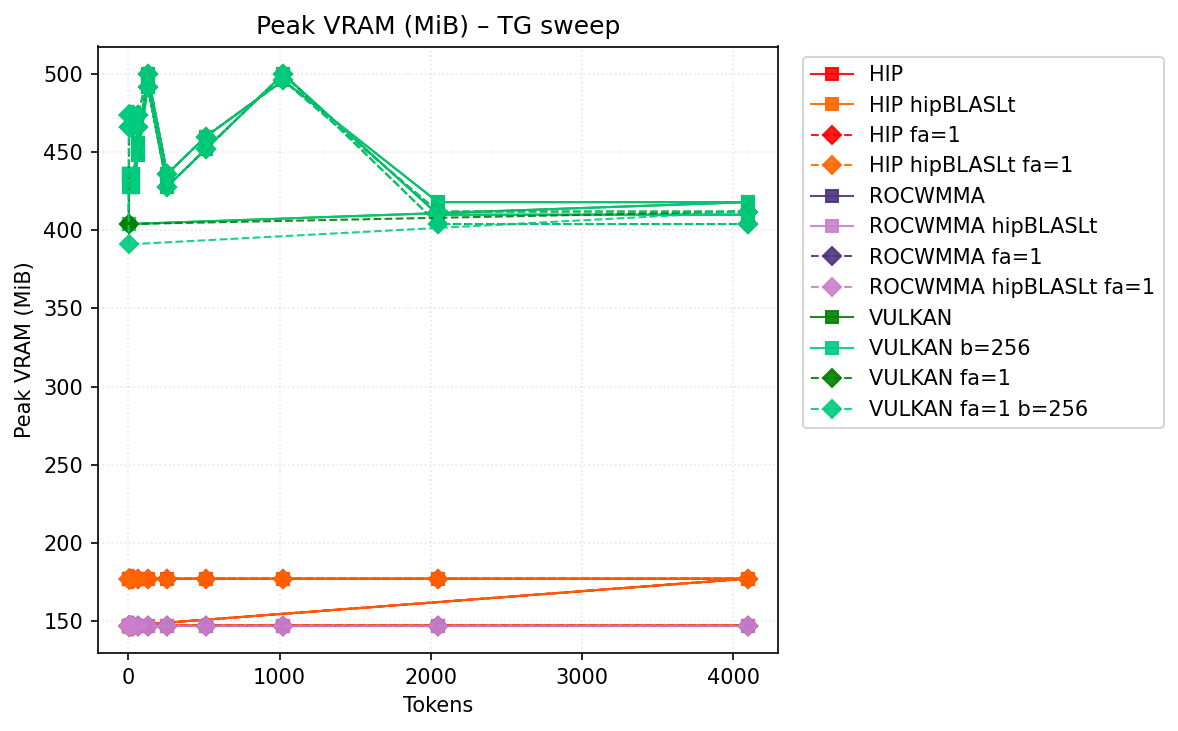 Peak VRAM (MiB) – TG sweep
Peak VRAM (MiB)
500
450
400
350
300
250
200
150
0
1000
2000
3000
4000
Tokens
HIP
HIP hipBLASLt
HIP fa=1
HIP hipBLASLt fa=1
ROCWMMA
ROCWMMA hipBLASLt
ROCWMMA fa=1
ROCWMMA hipBLASLt fa=1
VULKAN
VULKAN b=256
VULKAN fa=1
VULKAN fa=1 b=256